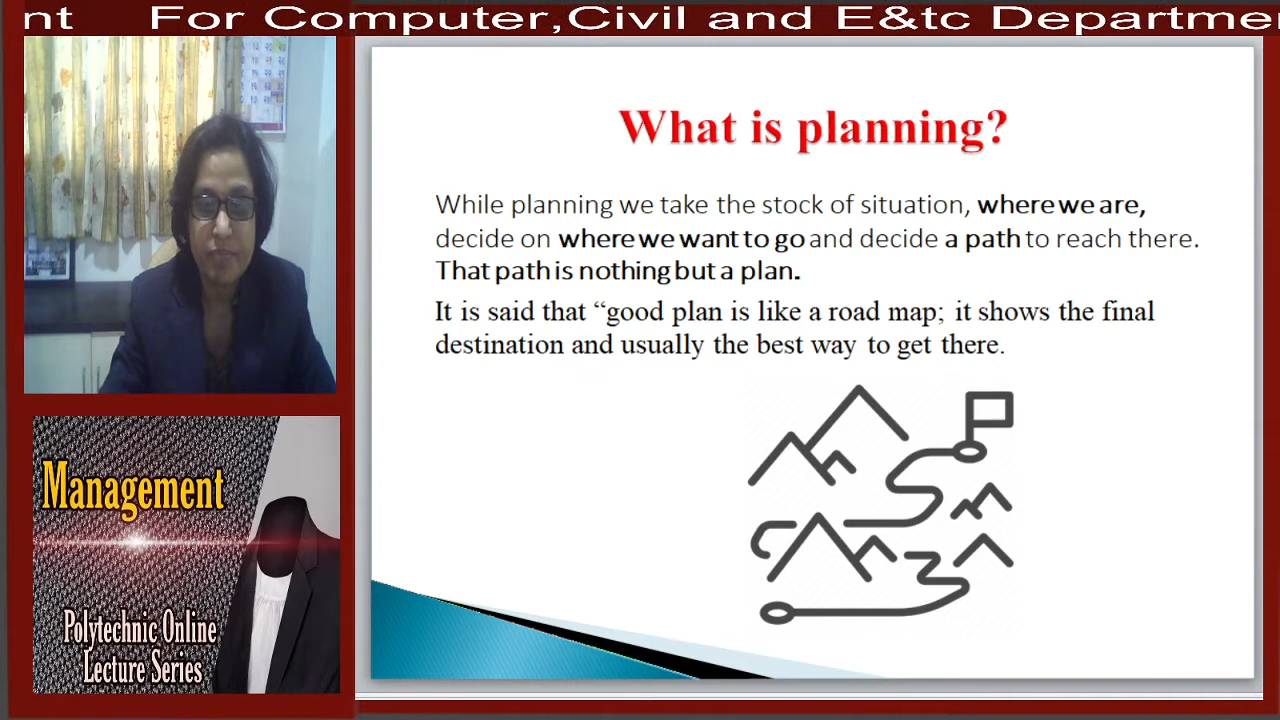 nt For Computer,Civil and E&tc Departme
What is planning?
While planning we take the stock of situation, where we are,
decide on where we want to go and decide a path to reach there.
That path is nothing but a plan.
It is said that “good plan is like a road map; it shows the final
destination and usually the best way to get there.
Management
Polytechnic Online
Lecture Series